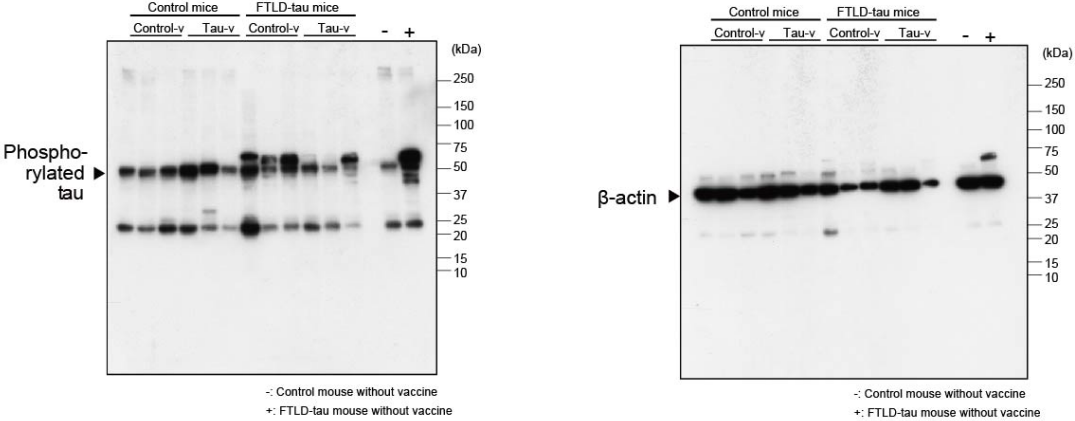 Control mice FTLD-tau mice
Control-v Tau-v Control-v Tau-v - +
(kDa)
250
150
100
75
50
37
25
20
15
10
Phospho-
rylated
tau
-: Control mouse without vaccine
+: FTLD-tau mouse without vaccine
Control mice FTLD-tau mice
Control-v Tau-v Control-v Tau-v - +
(kDa)
250
150
100
75
50
37
25
20
15
10
β-actin
-: Control mouse without vaccine
+: FTLD-tau mouse without vaccine